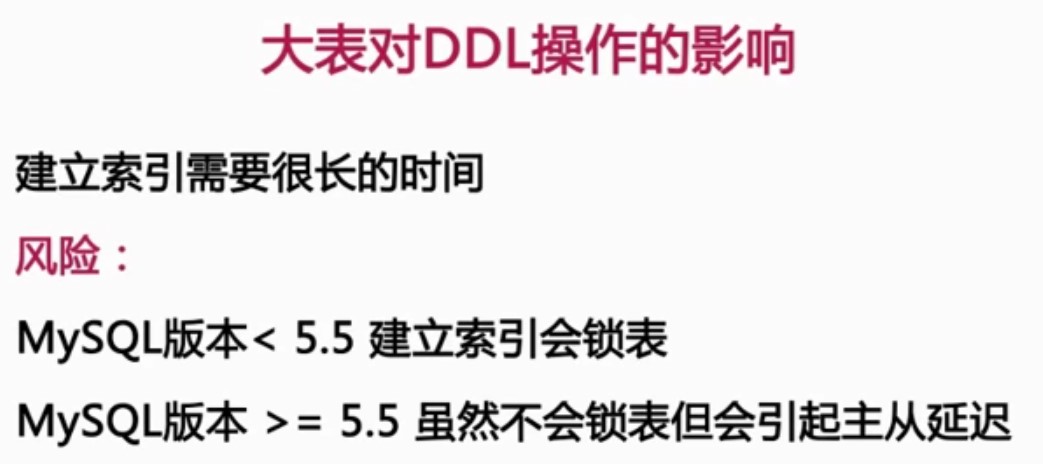 大表对DDL操作的影响
建立索引需要很长的时间
风险：
MySQL版本< 5.5 建立索引会锁表
MySQL版本 >= 5.5 虽然不会锁表但会引起主从延迟